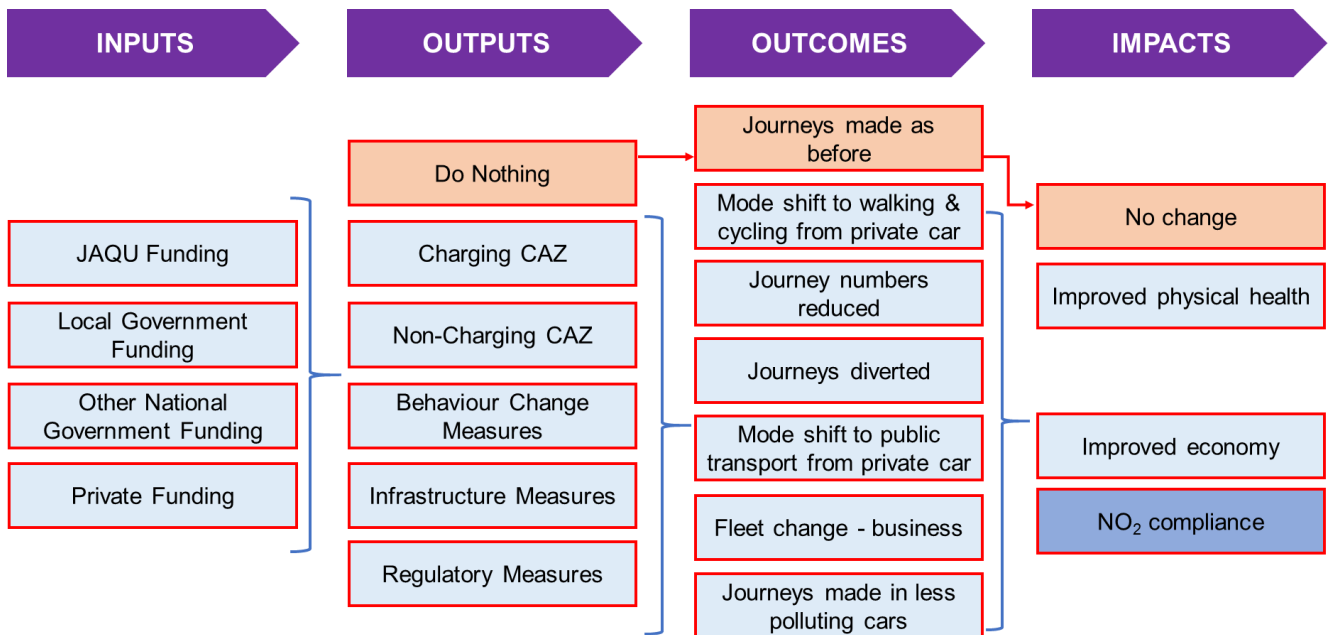 INPUTS
OUTPUTS
OUTCOMES
IMPACTS
JAQU Funding
Local Government
Funding
Other National
Government Funding
Private Funding
Do Nothing
Charging CAZ
Non-Charging CAZ
Behaviour Change
Measures
Infrastructure Measures
Regulatory Measures
Journeys made as
before
Mode shift to walking &
cycling from private car
Journey numbers
reduced
Journeys diverted
Mode shift to public
transport from private car
Fleet change - business
Journeys made in less
polluting cars
No change
Improved physical health
Improved economy
NO₂ compliance